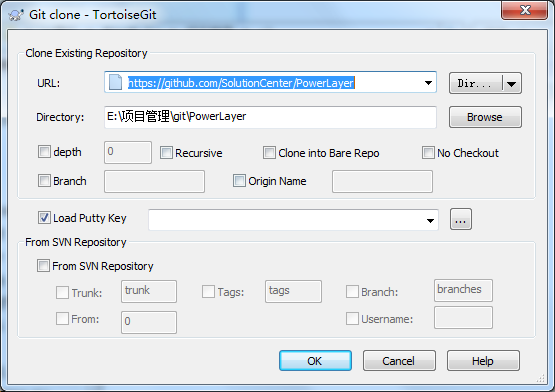 Git clone - TortoiseGit
Clone Existing Repository
URL: https://github.com/SolutionCenter/PowerLayer Dir...
Directory: E:\项目管理\git\PowerLayer Browse
depth 0 Recursive Clone into Bare Repo No Checkout
Branch Origin Name
Load Putty Key ...
From SVN Repository
From SVN Repository
Trunk: trunk Tags: tags Branch: branches
From: 0 Username:
OK Cancel Help